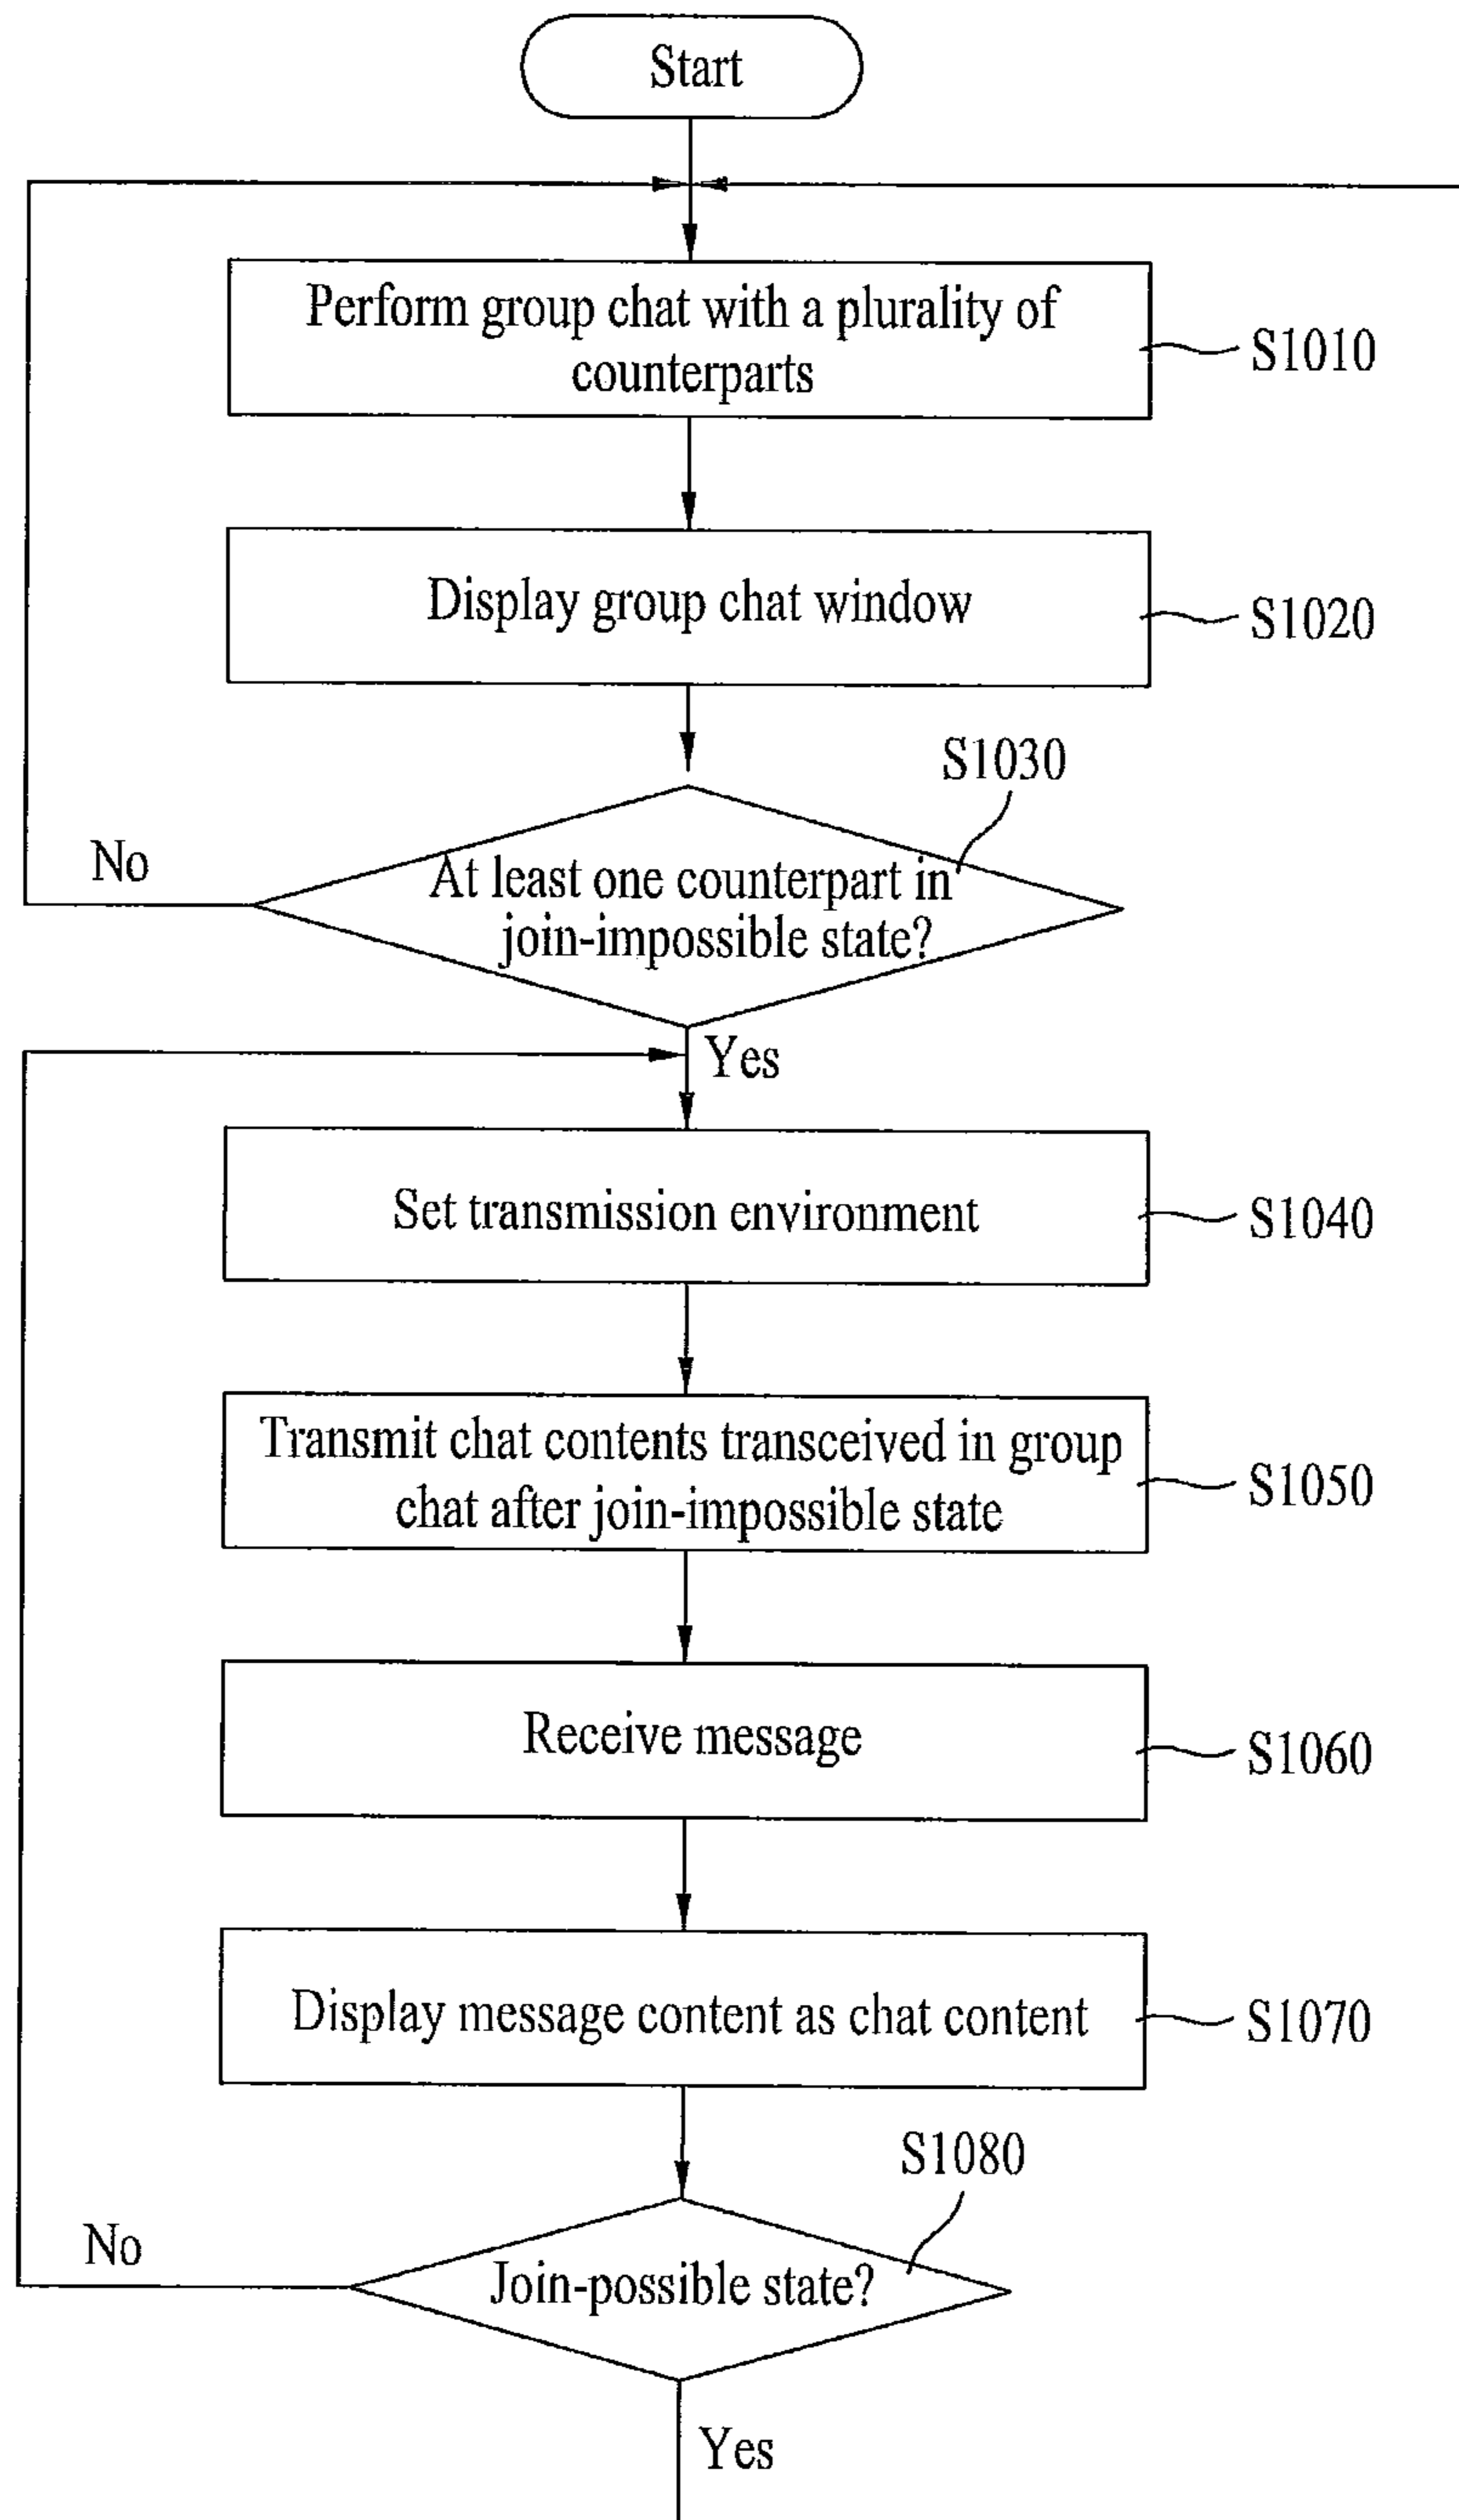 Start
Perform group chat with a plurality of
counterparts
S1010
Display group chat window
S1020
S1030
No
At least one counterpart in
join-impossible state?
Yes
Set transmission environment
S1040
Transmit chat contents transceived in group
chat after join-impossible state
S1050
Receive message
S1060
Display message content as chat content
S1070
S1080
No
Join-possible state?
Yes